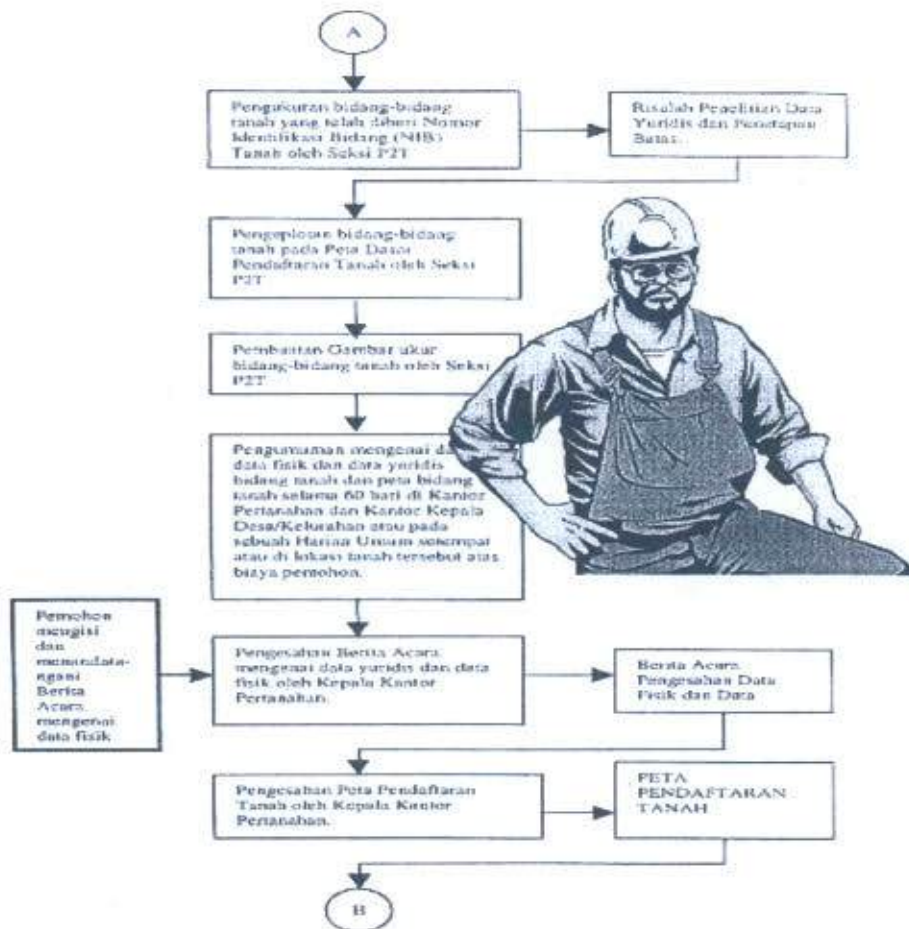 A
Pengukuran bidang-bidang
tanah yang telah diberi Nomor
Identifikasi Bidang (NIB)
Tanah oleh Seksi P2T
Risalah Penelitian Data
Yuridis dan Penetapan
Batas.
Pengeplotan bidang-bidang
tanah pada Peta Dasar
Pendaftaran Tanah oleh Seksi
P2T
Pembuatan Gambar ukur
bidang-bidang tanah oleh Seksi
P2T
Pengumuman mengenai
data fisik dan data yuridis
bidang tanah dan peta bidang
tanah selama 60 hari di Kantor
Pertanahan dan Kantor Kepala
Desa/Kelurahan atau pada
sebuah Harian Umum setempat
atau di lokasi tanah tersebut atas
biaya pemohon.
Pemohon
mengisi
dan
menandata-
ngani
Berita
Acara
mengenai
data fisik
Pengesahan Berita Acara
mengenai data yuridis dan data
fisik oleh Kepala Kantor
Pertanahan.
Berita Acara
Pengesahan Data
Fisik dan Data
Pengesahan Peta Pendaftaran
Tanah oleh Kepala Kantor
Pertanahan.
PETA
PENDAFTARAN
TANAH
B